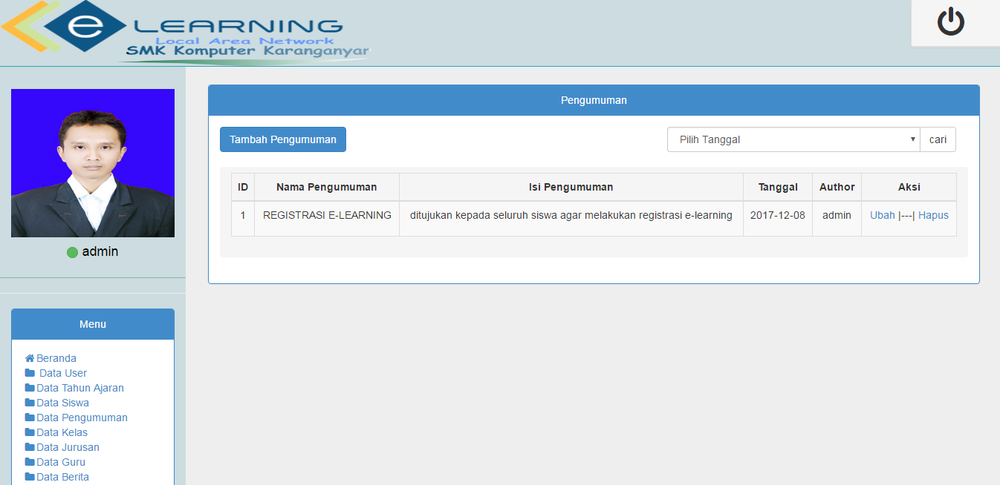 e LEARNING
Local Area Network
SMK Komputer Karanganyar
admin
Menu
Beranda
Data User
Data Tahun Ajaran
Data Siswa
Data Pengumuman
Data Kelas
Data Jurusan
Data Guru
Data Berita
Pengumuman
Tambah Pengumuman
Pilih Tanggal cari
ID Nama Pengumuman Isi Pengumuman Tanggal Author Aksi
1 REGISTRASI E-LEARNING ditujukan kepada seluruh siswa agar melakukan registrasi e-learning 2017-12-08 admin Ubah |---| Hapus